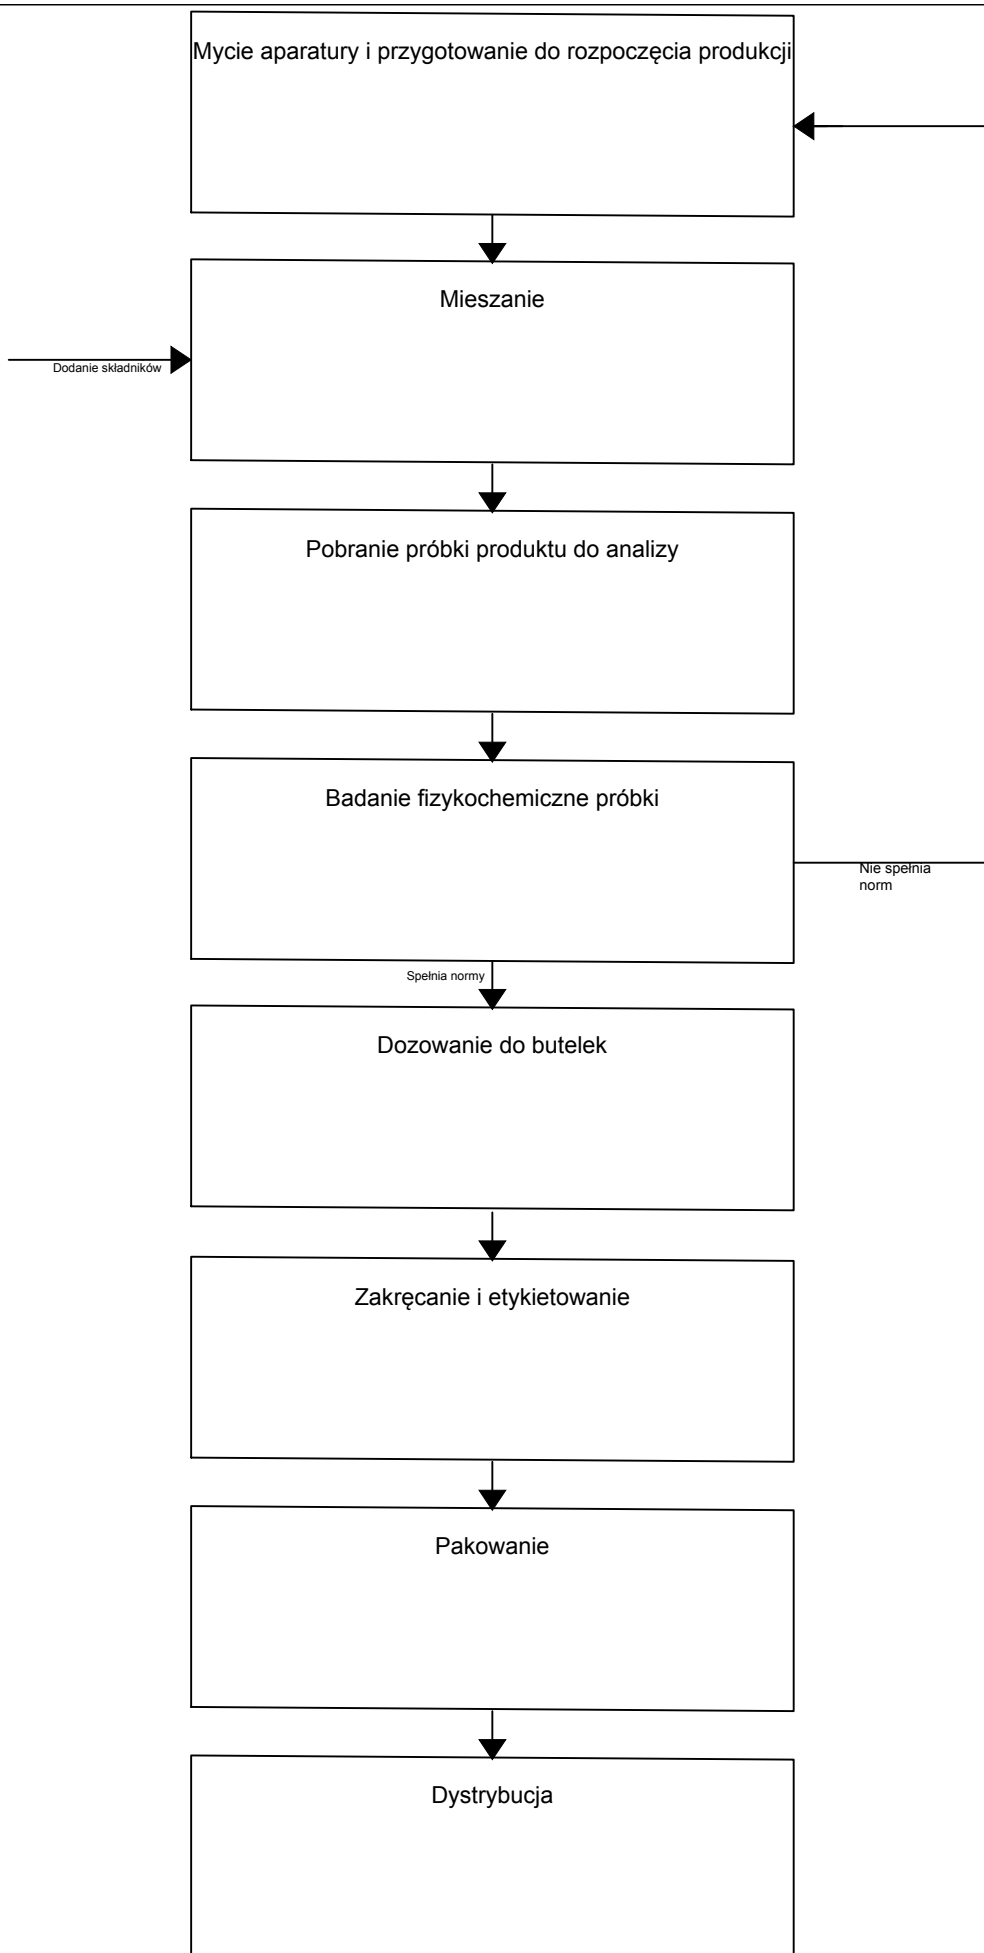 Mycie aparatury i przygotowanie do rozpoczęcia produkcji
Mieszanie
Dodanie składników
Pobranie próbki produktu do analizy
Badanie fizykochemiczne próbki
Nie spełnia
norm
Spełnia normy
Dozowanie do butelek
Zakręcanie i etykietowanie
Pakowanie
Dystrybucja